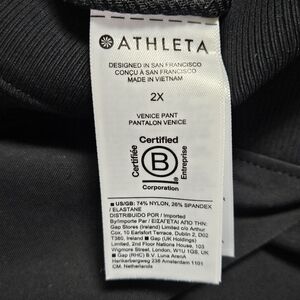 ATHLETA
DESIGNED IN SAN FRANCISCO
CONÇU À SAN FRANCISCO
MADE IN VIETNAM
2X
VENICE PANT
PANTALON VENICE
Certified
Certifiée
B
Entreprise
Corporation
■ US/GB: 74% NYLON, 26% SPANDEX
/ ELASTANE
DISTRIBUIDO POR / Imported
By/Importe Par / ΕΙΣΑΓΕΤΑΙ ΑΠΟ ΤΗΝ:
Gap Stores (Ireland) Limited c/o Arthur
Cox, 10 Earlsfort Terrace, Dublin 2, D02
T380, Ireland ■ Gap (UK Holdings)
Limited, 2nd Floor Nations House, 103
Wigmore Street, London, W1U 1QS, UK
■ Gap (RHC) B.V. Luna ArenA
Herikerbergweg 238 Amsterdam 1101
CM, Netherlands